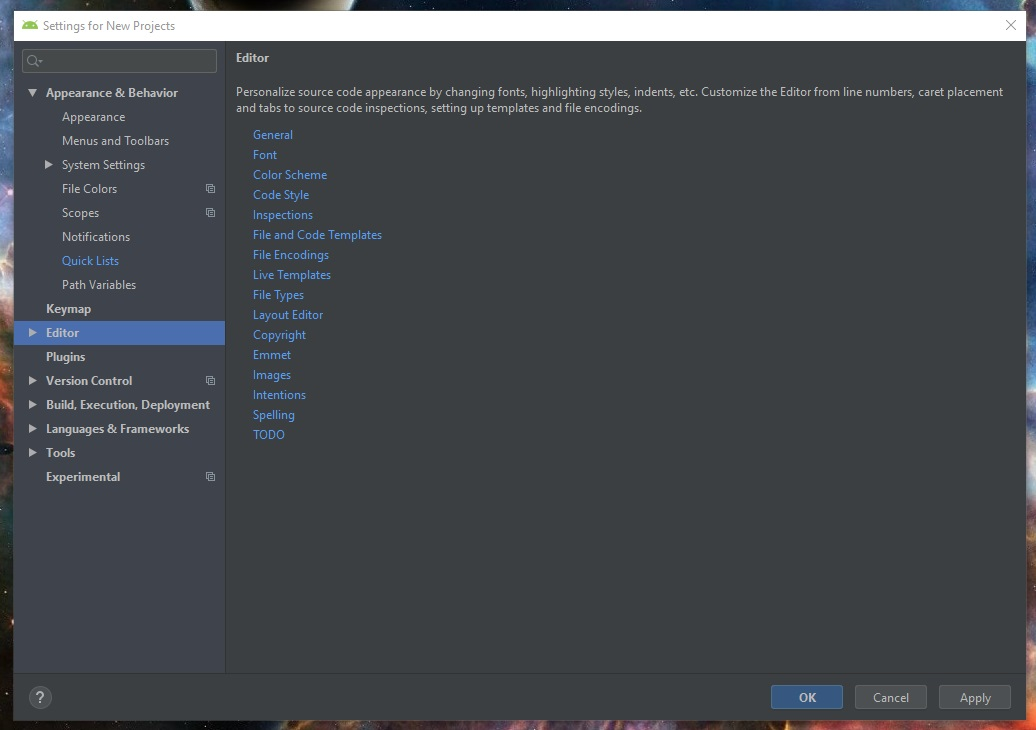 Settings for New Projects
Appearance & Behavior
Appearance
Menus and Toolbars
System Settings
File Colors
Scopes
Notifications
Quick Lists
Path Variables
Keymap
Editor
Plugins
Version Control
Build, Execution, Deployment
Languages & Frameworks
Tools
Experimental
Editor
Personalize source code appearance by changing fonts, highlighting styles, indents, etc. Customize the Editor from line numbers, caret placement
and tabs to source code inspections, setting up templates and file encodings.
General
Font
Color Scheme
Code Style
Inspections
File and Code Templates
File Encodings
Live Templates
File Types
Layout Editor
Copyright
Emmet
Images
Intentions
Spelling
TODO
?
OK
Cancel
Apply